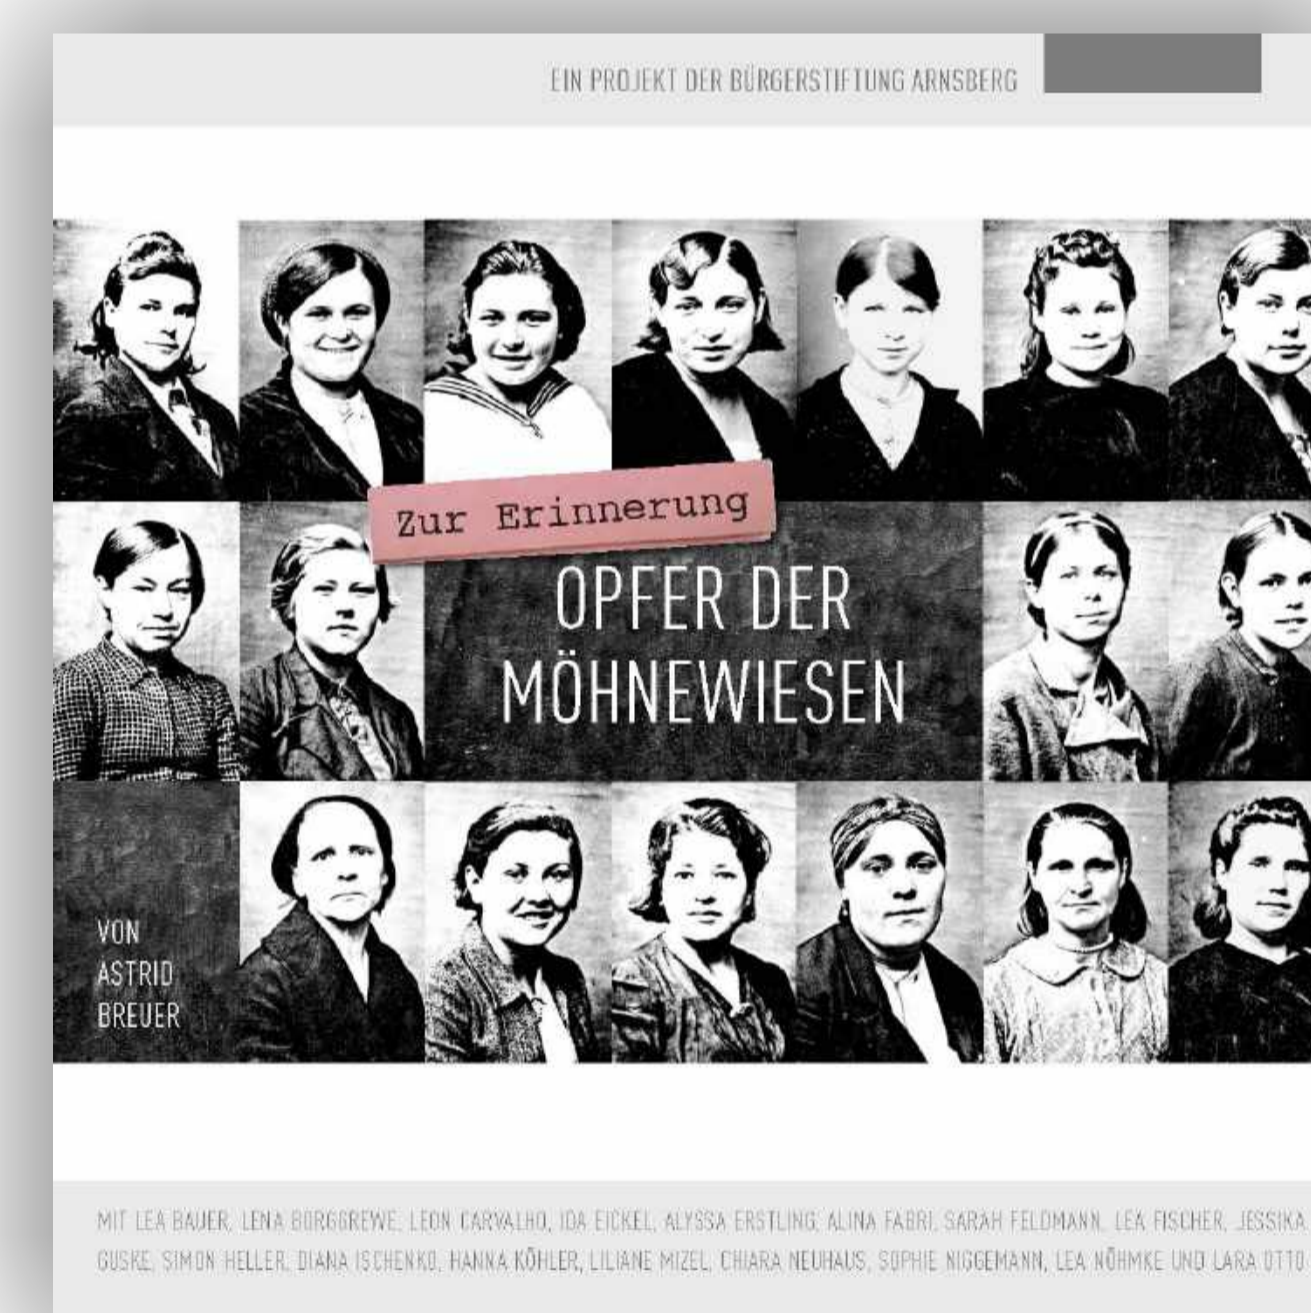 EIN PROJEKT DER BÜRGERSTIFTUNG ARNSBERG
Zur Erinnerung
OPFER DER
MÖHNEWIESEN
VON
ASTRID
BREUER
MIT LEA BAUER, LENA BORGGREWE, LEON CARVALHO, IDA EICKEL, ALYSSA ERSTLING, ALINA FABRI, SARAH FELDMANN, LEA FISCHER, JESSIKA
GUSKE, SIMON HELLER, DIANA ISCHENKO, HANNA KÖHLER, LILIANE MIZEL, CHIARA NEUHAUS, SOPHIE NIGGEMANN, LEA NÖHMKE UND LARA OTTO